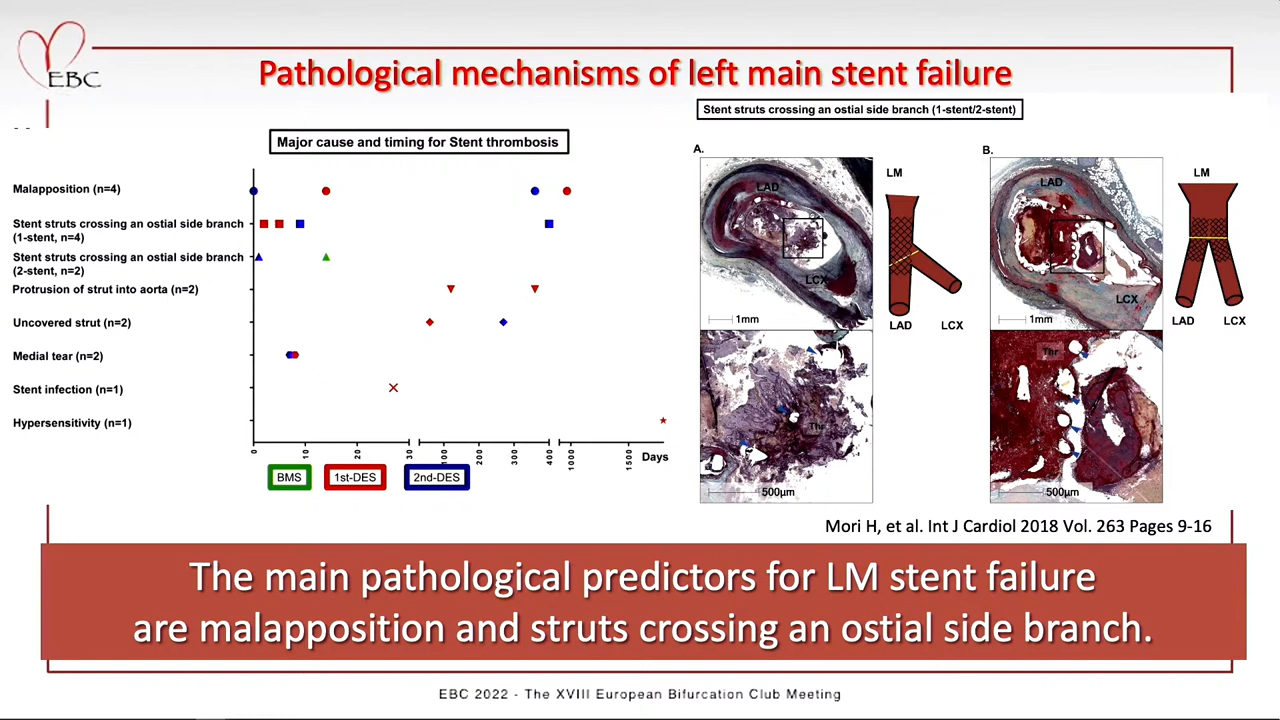 EBC
Pathological mechanisms of left main stent failure
Major cause and timing for Stent thrombosis
Malapposition (n=4)
Stent struts crossing an ostial side branch
(1-stent, n=4)
Stent struts crossing an ostial side branch
(2-stent, n=2)
Protrusion of strut into aorta (n=2)
Uncovered strut (n=2)
Medial tear (n=2)
Stent infection (n=1)
Hypersensitivity (n=1)
0 10 20 30 100 200 300 400 1000 1500 Days
BMS 1st-DES 2nd-DES
Stent struts crossing an ostial side branch (1-stent/2-stent)
A.
LAD
LCX
1mm
Thr
500μm
LM
LAD LCX
B.
LAD
LCX
1mm
Thr
500μm
LM
LAD LCX
Mori H, et al. Int J Cardiol 2018 Vol. 263 Pages 9-16
The main pathological predictors for LM stent failure
are malapposition and struts crossing an ostial side branch.
EBC 2022 - The XVIII European Bifurcation Club Meeting